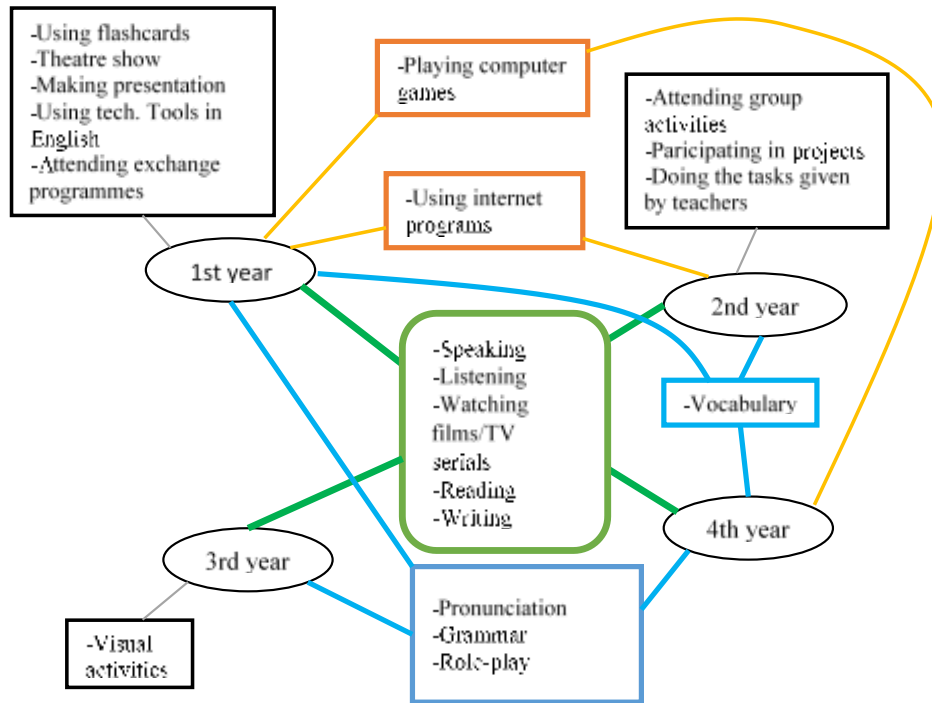 -Using flashcards
-Theatre show
-Making presentation
-Using tech. Tools in
English
-Attending exchange
programmes
-Playing computer
games
-Attending group
activities
-Paricipating in projects
-Doing the tasks given
by teachers
-Using internet
programs
1st year
2nd year
-Speaking
-Listening
-Watching
films/TV
serials
-Reading
-Writing
-Vocabulary
3rd year
4th year
-Pronunciation
-Grammar
-Role-play
-Visual
activities